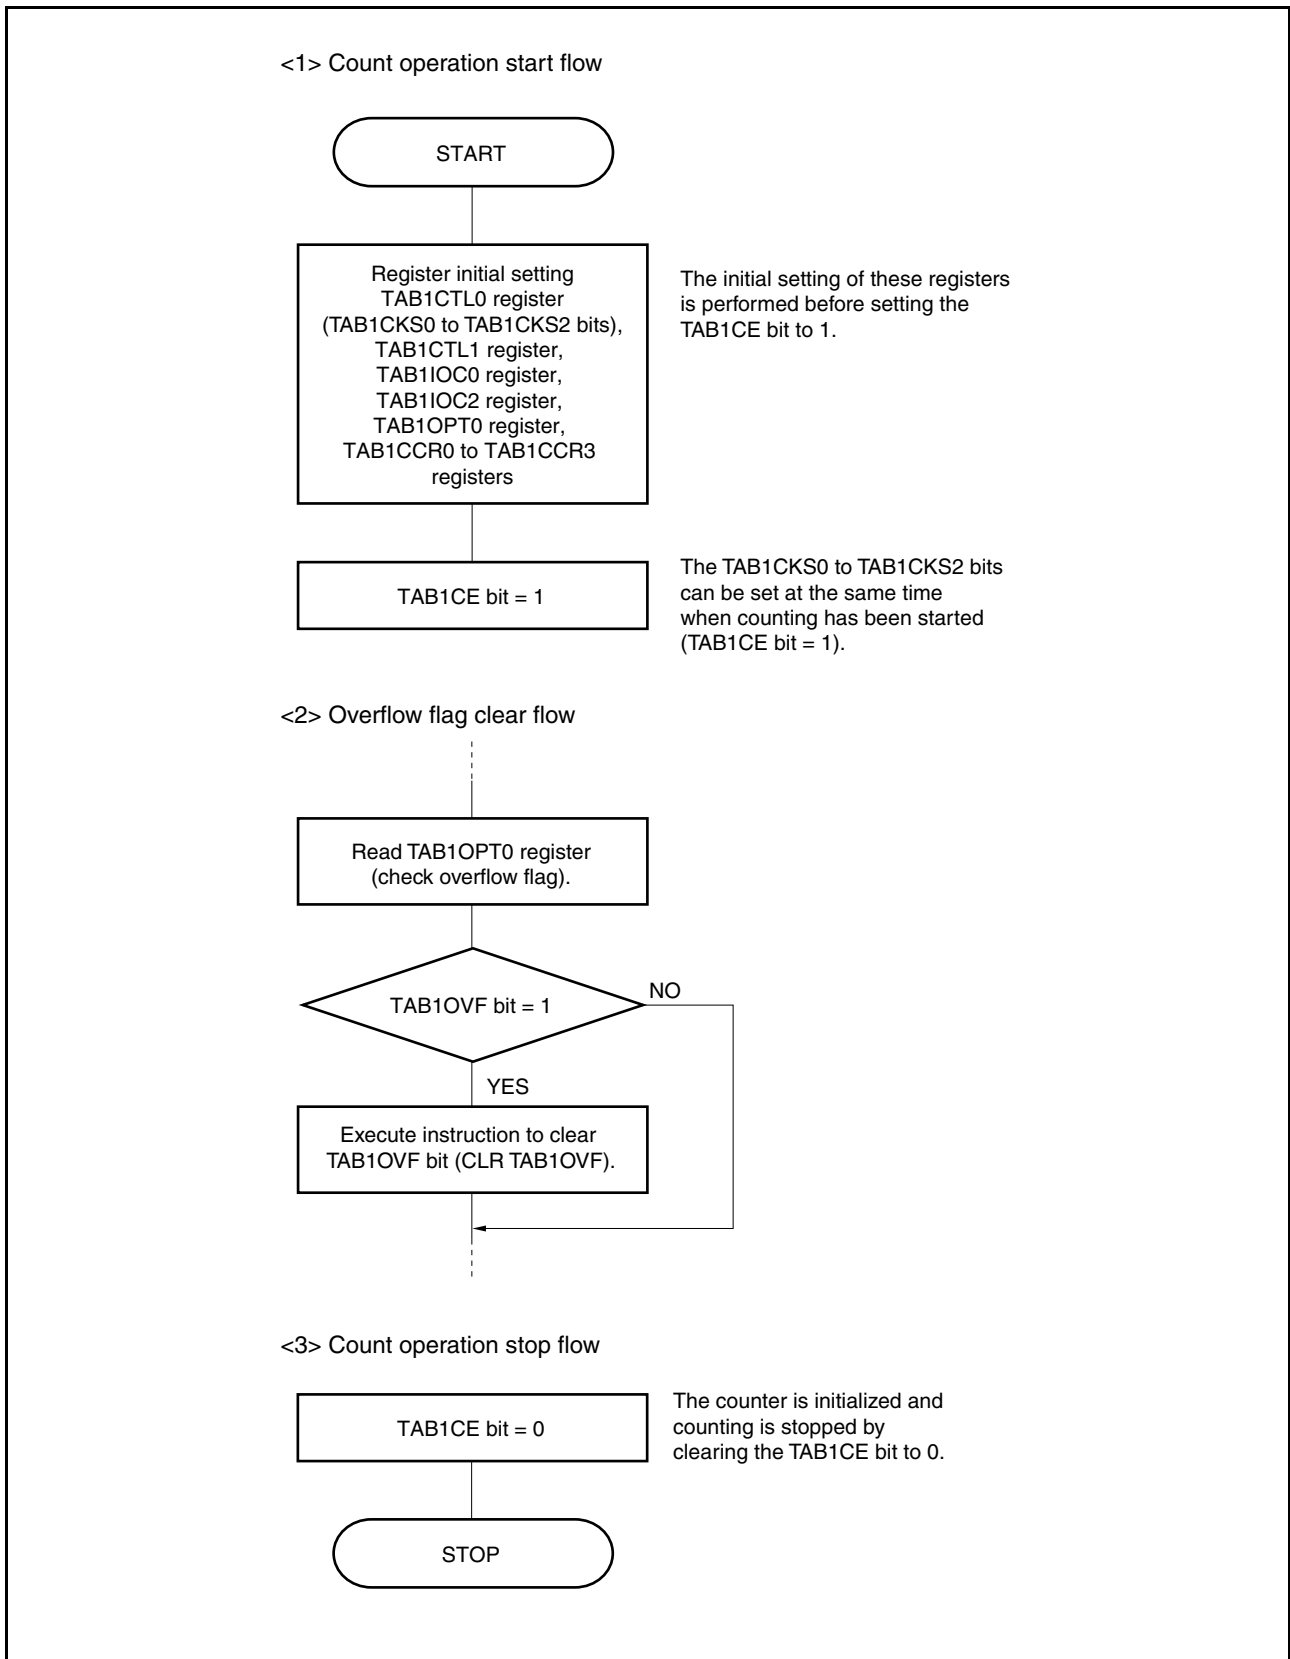 <1> Count operation start flow
START
Register initial setting
TAB1CTL0 register
(TAB1CKS0 to TAB1CKS2 bits),
TAB1CTL1 register,
TAB1IOC0 register,
TAB1IOC2 register,
TAB1OPT0 register,
TAB1CCR0 to TAB1CCR3
registers
The initial setting of these registers
is performed before setting the
TAB1CE bit to 1.
TAB1CE bit = 1
The TAB1CKS0 to TAB1CKS2 bits
can be set at the same time
when counting has been started
(TAB1CE bit = 1).
<2> Overflow flag clear flow
Read TAB1OPT0 register
(check overflow flag).
TAB1OVF bit = 1
NO
YES
Execute instruction to clear
TAB1OVF bit (CLR TAB1OVF).
<3> Count operation stop flow
TAB1CE bit = 0
The counter is initialized and
counting is stopped by
clearing the TAB1CE bit to 0.
STOP